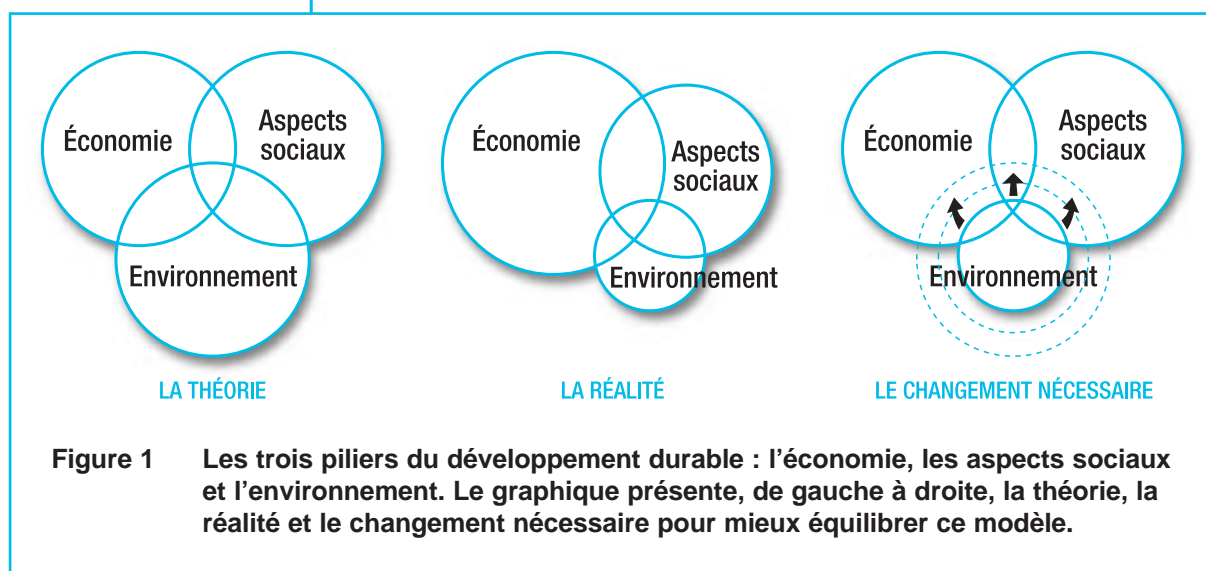 Économie
Aspects
sociaux
Environnement
LA THÉORIE
Économie
Aspects
sociaux
Environnement
LA RÉALITÉ
Économie
Aspects
sociaux
Environnement
LE CHANGEMENT NÉCESSAIRE
Figure 1 Les trois piliers du développement durable : l’économie, les aspects sociaux
et l’environnement. Le graphique présente, de gauche à droite, la théorie, la
réalité et le changement nécessaire pour mieux équilibrer ce modèle.